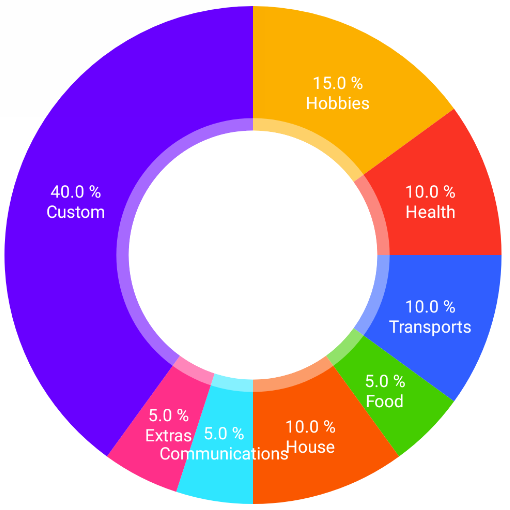 15.0 %
Hobbies
10.0 %
Health
10.0 %
Transports
5.0 %
Food
10.0 %
House
5.0 %
Communications
5.0 %
Extras
40.0 %
Custom